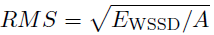 RMS = √E_WSSD/A